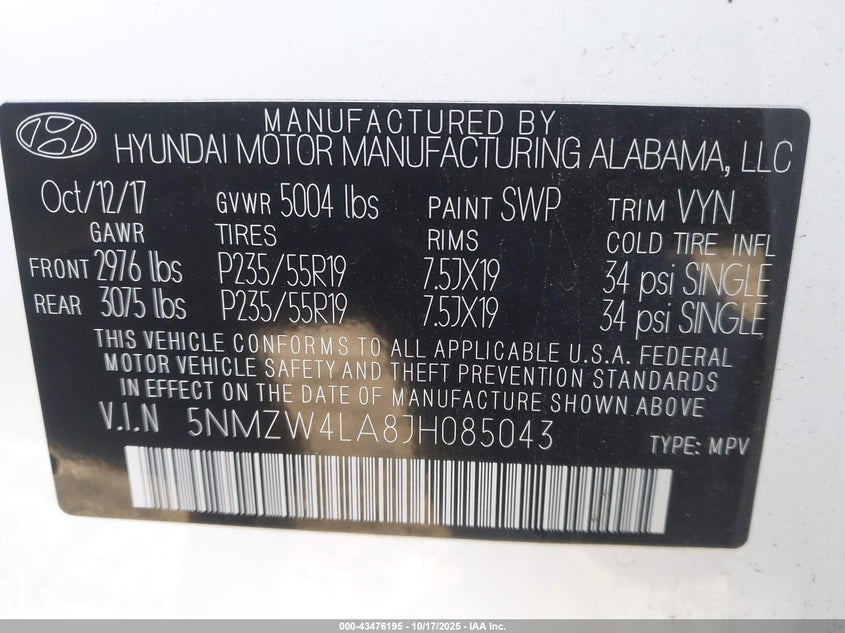 MANUFACTURED BY
HYUNDAI MOTOR MANUFACTURING ALABAMA, LLC
Oct/12/17 GVWR 5004 lbs PAINT SWP TRIM VYN
GAWR TIRES RIMS COLD TIRE INFL
FRONT 2976 lbs P235/55R19 7.5JX19 34 psi SINGLE
REAR 3075 lbs P235/55R19 7.5JX19 34 psi SINGLE
THIS VEHICLE CONFORMS TO ALL APPLICABLE U.S.A. FEDERAL
MOTOR VEHICLE SAFETY AND THEFT PREVENTION STANDARDS
IN EFFECT ON THE DATE OF MANUFACTURE SHOWN ABOVE
V.I.N 5NMZW4LA8JH085043
TYPE: MPV
000-43476195 - 10/17/2025 - IAA Inc.